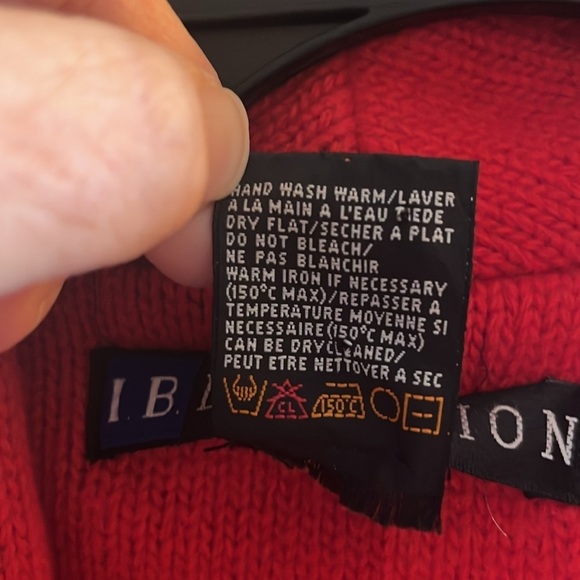 HAND WASH WARM/LAVER
A LA MAIN A L'EAU TIEDE
DRY FLAT/SECHER A PLAT
DO NOT BLEACH/
NE PAS BLANCHIR
WARM IRON IF NECESSARY
(150°C MAX)/REPASSER A
TEMPERATURE MOYENNE SI
NECESSAIRE (150°C MAX)
CAN BE DRYCLEANED/
PEUT ETRE NETTOYER A SEC
CL 150°C
I.B.
ION